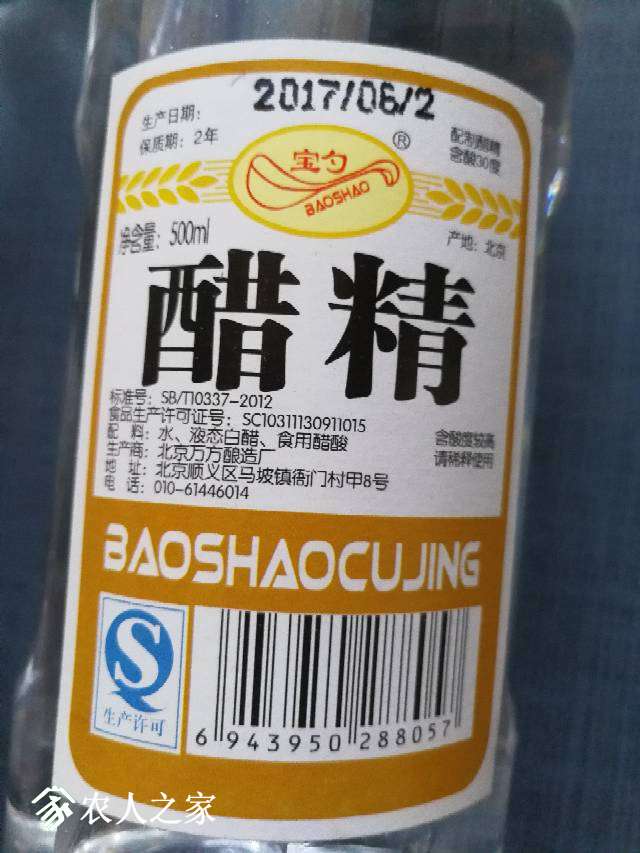 生产日期：
2017/06/2
保质期：2年
配制醋精
含酸30度
宝勺
®
BAOSHAO
净含量：500ml
产地：北京
醋精
标准号：SB/T10337-2012
食品生产许可证号：SC10311130911015
配 料：水、液态白醋、食用醋酸
生产商：北京万方酿造厂
地 址：北京顺义区马坡镇衙门村甲8号
电 话：010-61446014
含酸度较高
请稀释使用
BAOSHAOCUJING
生产许可
6 943950 288057
农人之家